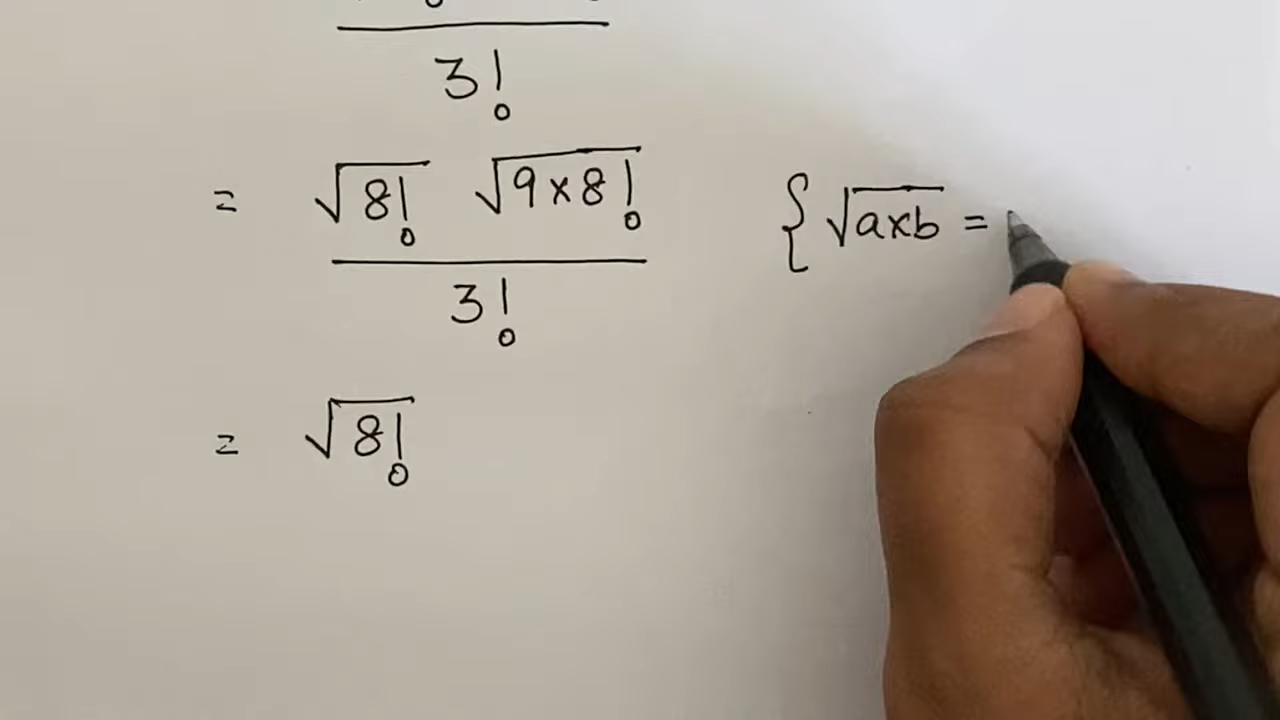 3!
= √8! √9×8! { √a×b =
3!
= √8!